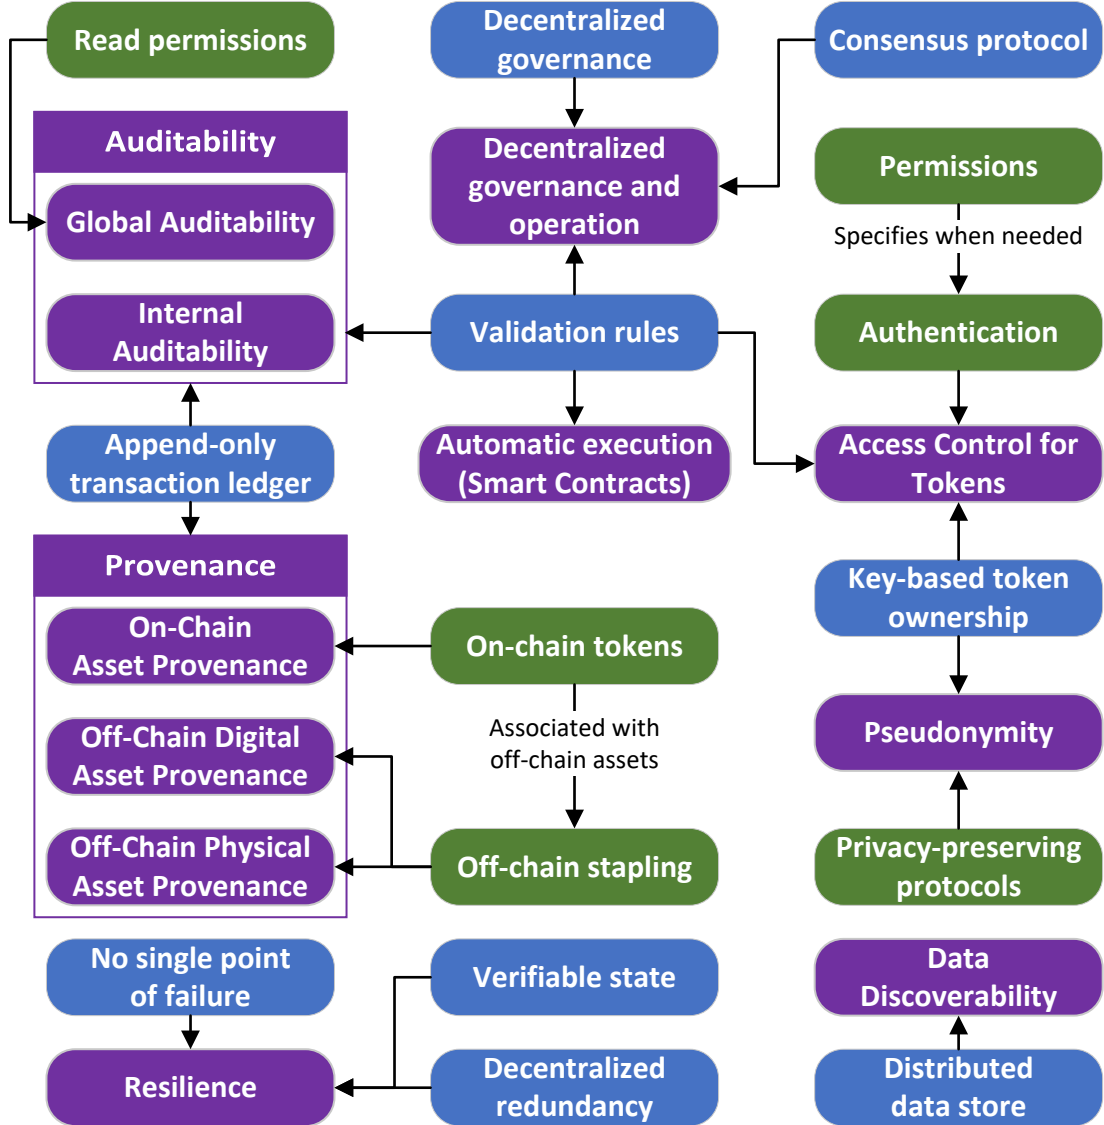 Read permissions
Decentralized
governance
Consensus protocol
Auditability
Global Auditability
Internal
Auditability
Decentralized
governance and
operation
Permissions
Specifies when needed
Validation rules
Authentication
Append-only
transaction ledger
Automatic execution
(Smart Contracts)
Access Control for
Tokens
Provenance
On-Chain
Asset Provenance
Off-Chain Digital
Asset Provenance
Off-Chain Physical
Asset Provenance
On-chain tokens
Associated with
off-chain assets
Off-chain stapling
Key-based token
ownership
Pseudonymity
Privacy-preserving
protocols
No single point
of failure
Verifiable state
Data
Discoverability
Resilience
Decentralized
redundancy
Distributed
data store